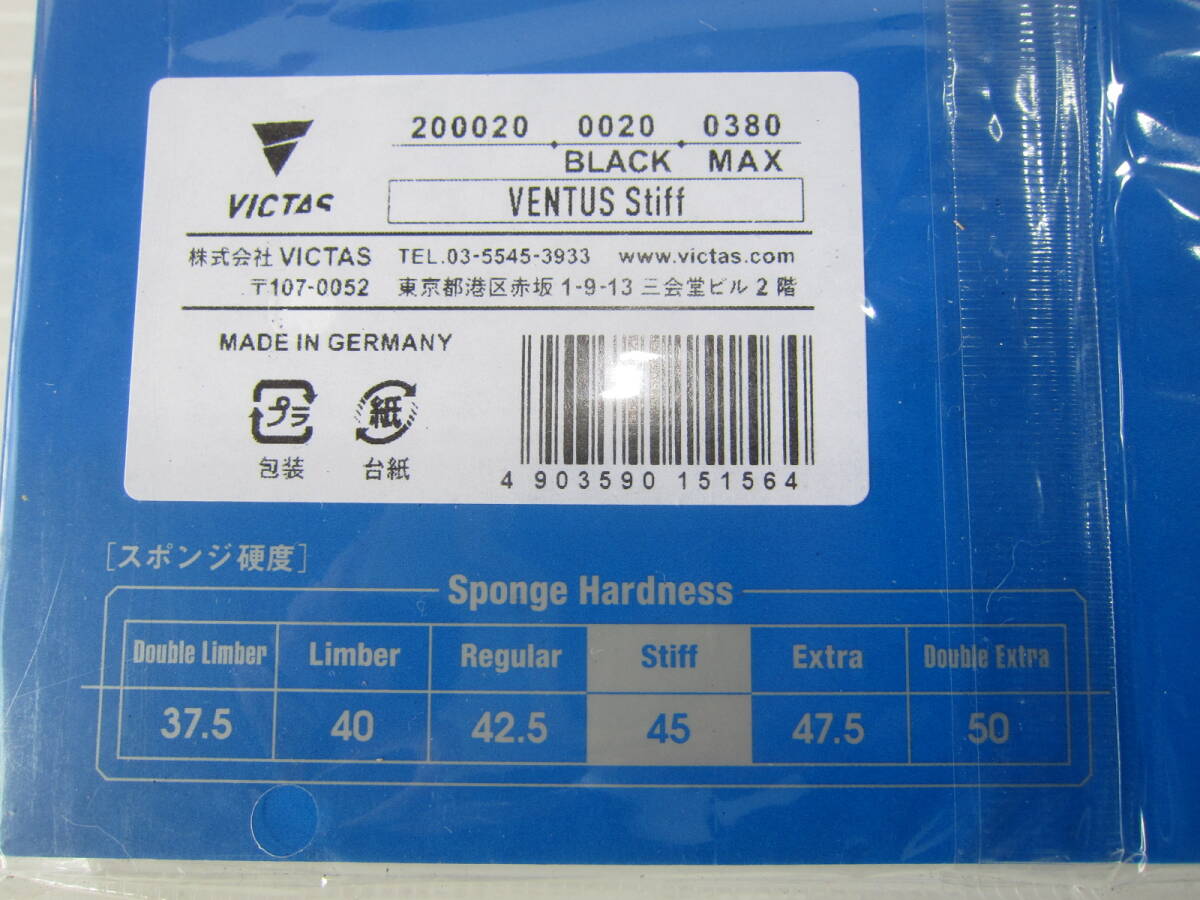 200020 0020 0380
BLACK MAX
VICTAS
VENTUS Stiff
株式会社 VICTAS TEL.03-5545-3933 www.victas.com
〒107-0052 東京都港区赤坂 1-9-13 三会堂ビル 2 階
MADE IN GERMANY
プラ 紙
包装 台紙
4 903590 151564
[スポンジ硬度]
Sponge Hardness
Double Limber Limber Regular Stiff Extra Double Extra
37.5 40 42.5 45 47.5 50